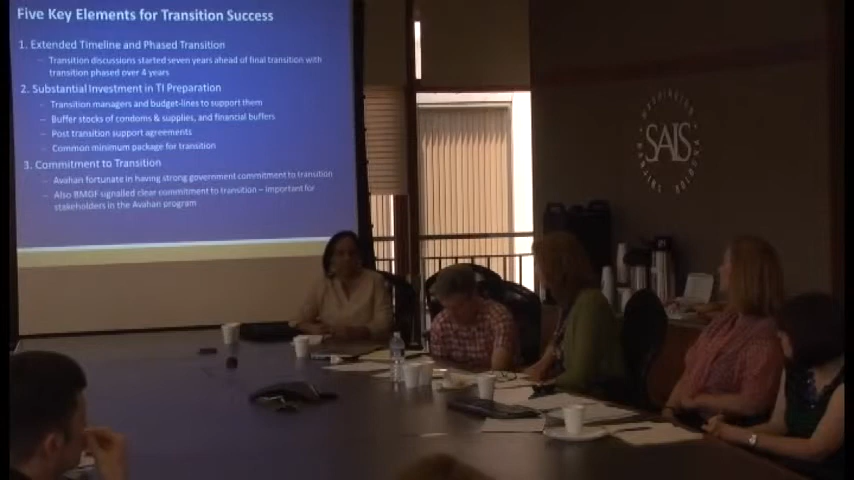 Five Key Elements for Transition Success
1. Extended Timeline and Phased Transition
– Transition discussions started seven years ahead of final transition with
transition phased over 4 years
2. Substantial Investment in TI Preparation
– Transition managers and budget-lines to support them
– Buffer stocks of condoms & supplies, and financial buffers
– Post transition support agreements
– Common minimum package for transition
3. Commitment to Transition
– Avahan fortunate in having strong government commitment to transition
– Also BMGF signalled clear commitment to transition – important for
stakeholders in the Avahan program
WASHINGTON
SAIS
BOLOGNA
NANJING